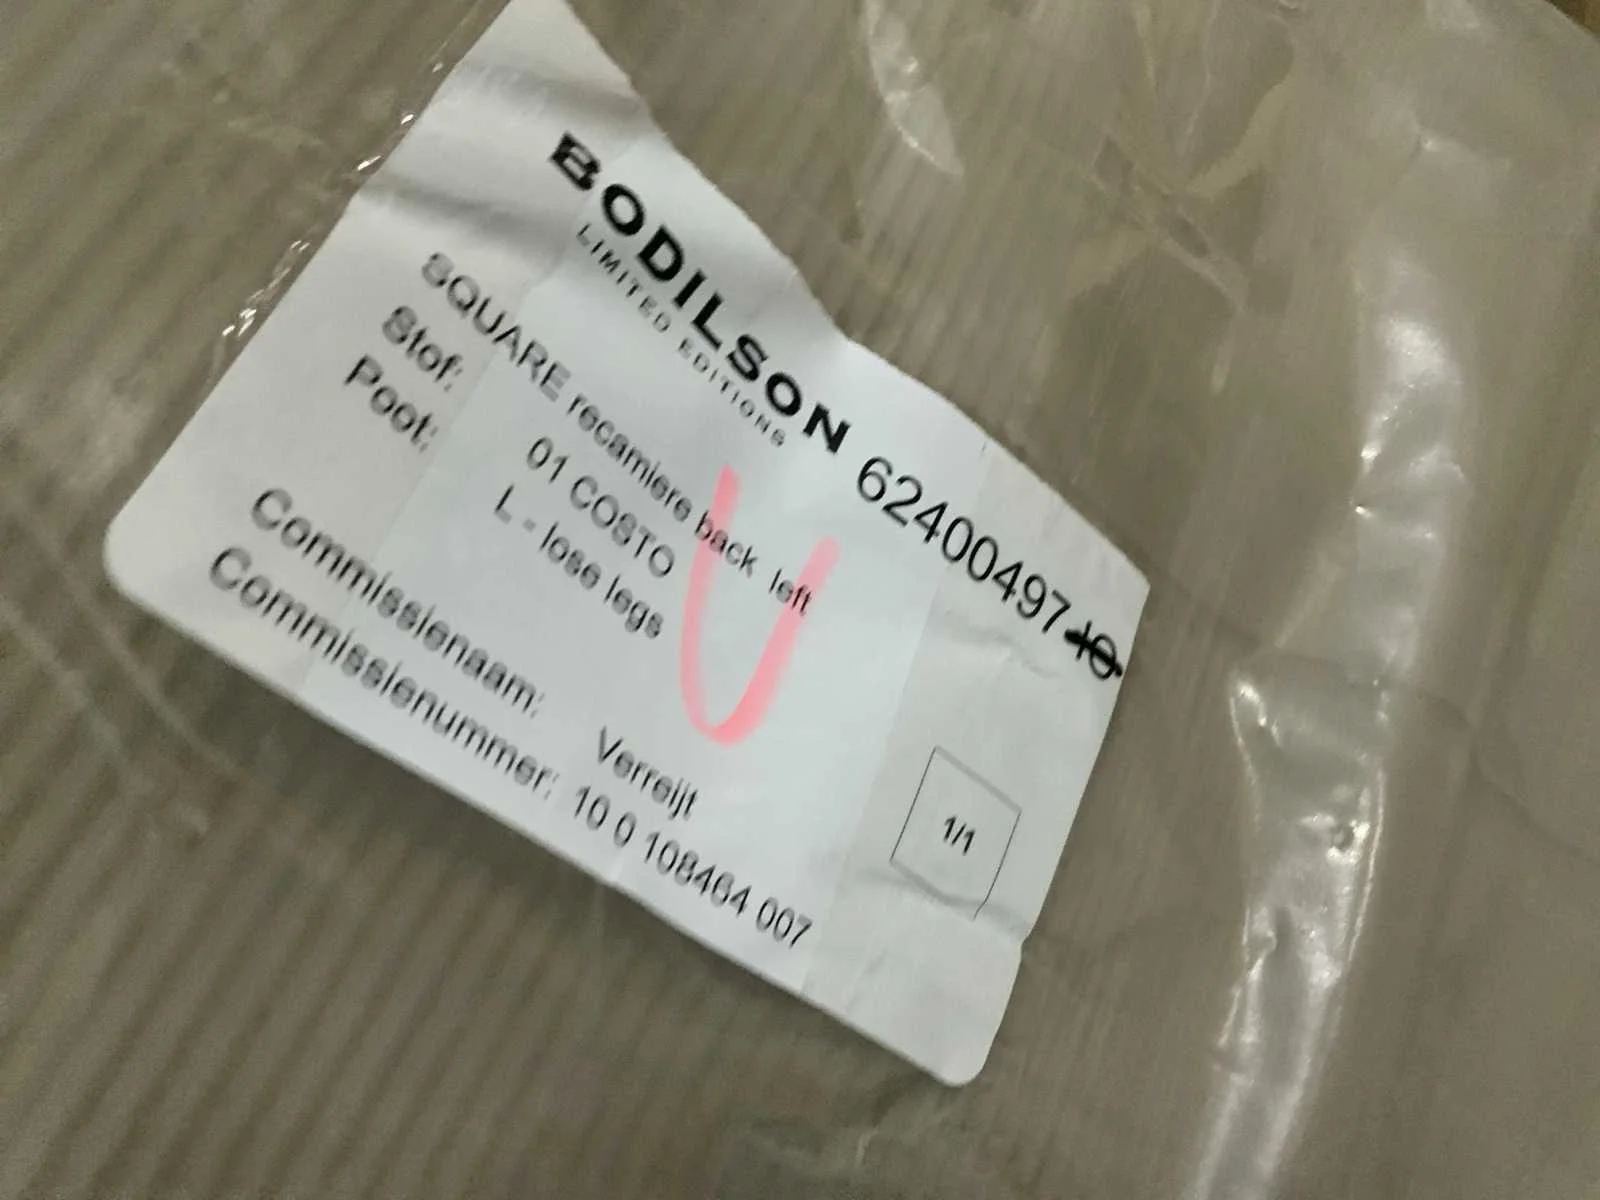 BODILSON 62400497
LIMITED EDITIONS
SQUARE recamiere back left
Stof: 01 COSTO
Poot: L - lose legs
Commissienaam: Verreijt
Commissienummer: 10 0 108464 007
1/1